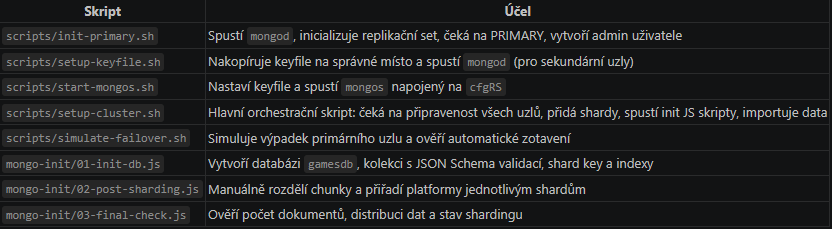 Skript Účel
scripts/init-primary.sh Spustí mongod, inicializuje replikační set, čeká na PRIMARY, vytvoří admin uživatele
scripts/setup-keyfile.sh Nakopíruje keyfile na správné místo a spustí mongod (pro sekundární uzly)
scripts/start-mongos.sh Nastaví keyfile a spustí mongos napojený na cfgRS
scripts/setup-cluster.sh Hlavní orchestrační skript: čeká na připravenost všech uzlů, přidá shardy, spustí init JS skripty, importuje data
scripts/simulate-failover.sh Simuluje výpadek primárního uzlu a ověří automatické zotavení
mongo-init/01-init-db.js Vytvoří databázi gamesdb, kolekci s JSON Schema validací, shard key a indexy
mongo-init/02-post-sharding.js Manuálně rozdělí chunky a přiřadí platformy jednotlivým shardům
mongo-init/03-final-check.js Ověří počet dokumentů, distribuci dat a stav shardingu